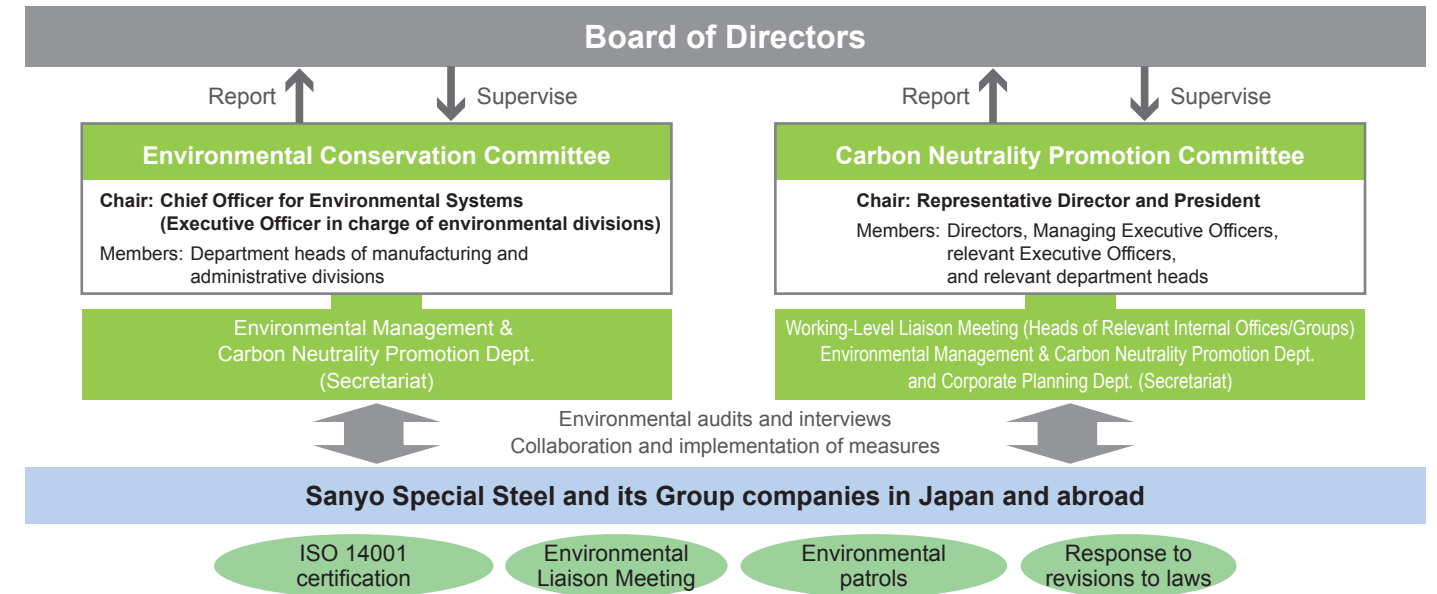 Board of Directors
Report
Supervise
Report
Supervise
Environmental Conservation Committee
Chair: Chief Officer for Environmental Systems
(Executive Officer in charge of environmental divisions)
Members: Department heads of manufacturing and
administrative divisions
Environmental Management &
Carbon Neutrality Promotion Dept.
(Secretariat)
Carbon Neutrality Promotion Committee
Chair: Representative Director and President
Members: Directors, Managing Executive Officers,
relevant Executive Officers,
and relevant department heads
Working-Level Liaison Meeting (Heads of Relevant Internal Offices/Groups)
Environmental Management & Carbon Neutrality Promotion Dept.
and Corporate Planning Dept. (Secretariat)
Environmental audits and interviews
Collaboration and implementation of measures
Sanyo Special Steel and its Group companies in Japan and abroad
ISO 14001
certification
Environmental
Liaison Meeting
Environmental
patrols
Response to
revisions to laws